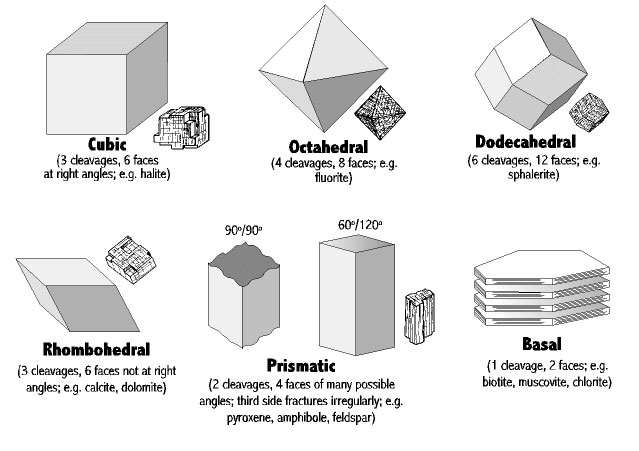 Cubic
(3 cleavages, 6 faces
at right angles; e.g. halite)
Octahedral
(4 cleavages, 8 faces; e.g.
fluorite)
Dodecahedral
(6 cleavages, 12 faces; e.g.
sphalerite)
Rhombohedral
(3 cleavages, 6 faces not at right
angles; e.g. calcite, dolomite)
90°/90°
60°/120°
Prismatic
(2 cleavages, 4 faces of many possible
angles; third side fractures irregularly; e.g.
pyroxene, amphibole, feldspar)
Basal
(1 cleavage, 2 faces; e.g.
biotite, muscovite, chlorite)